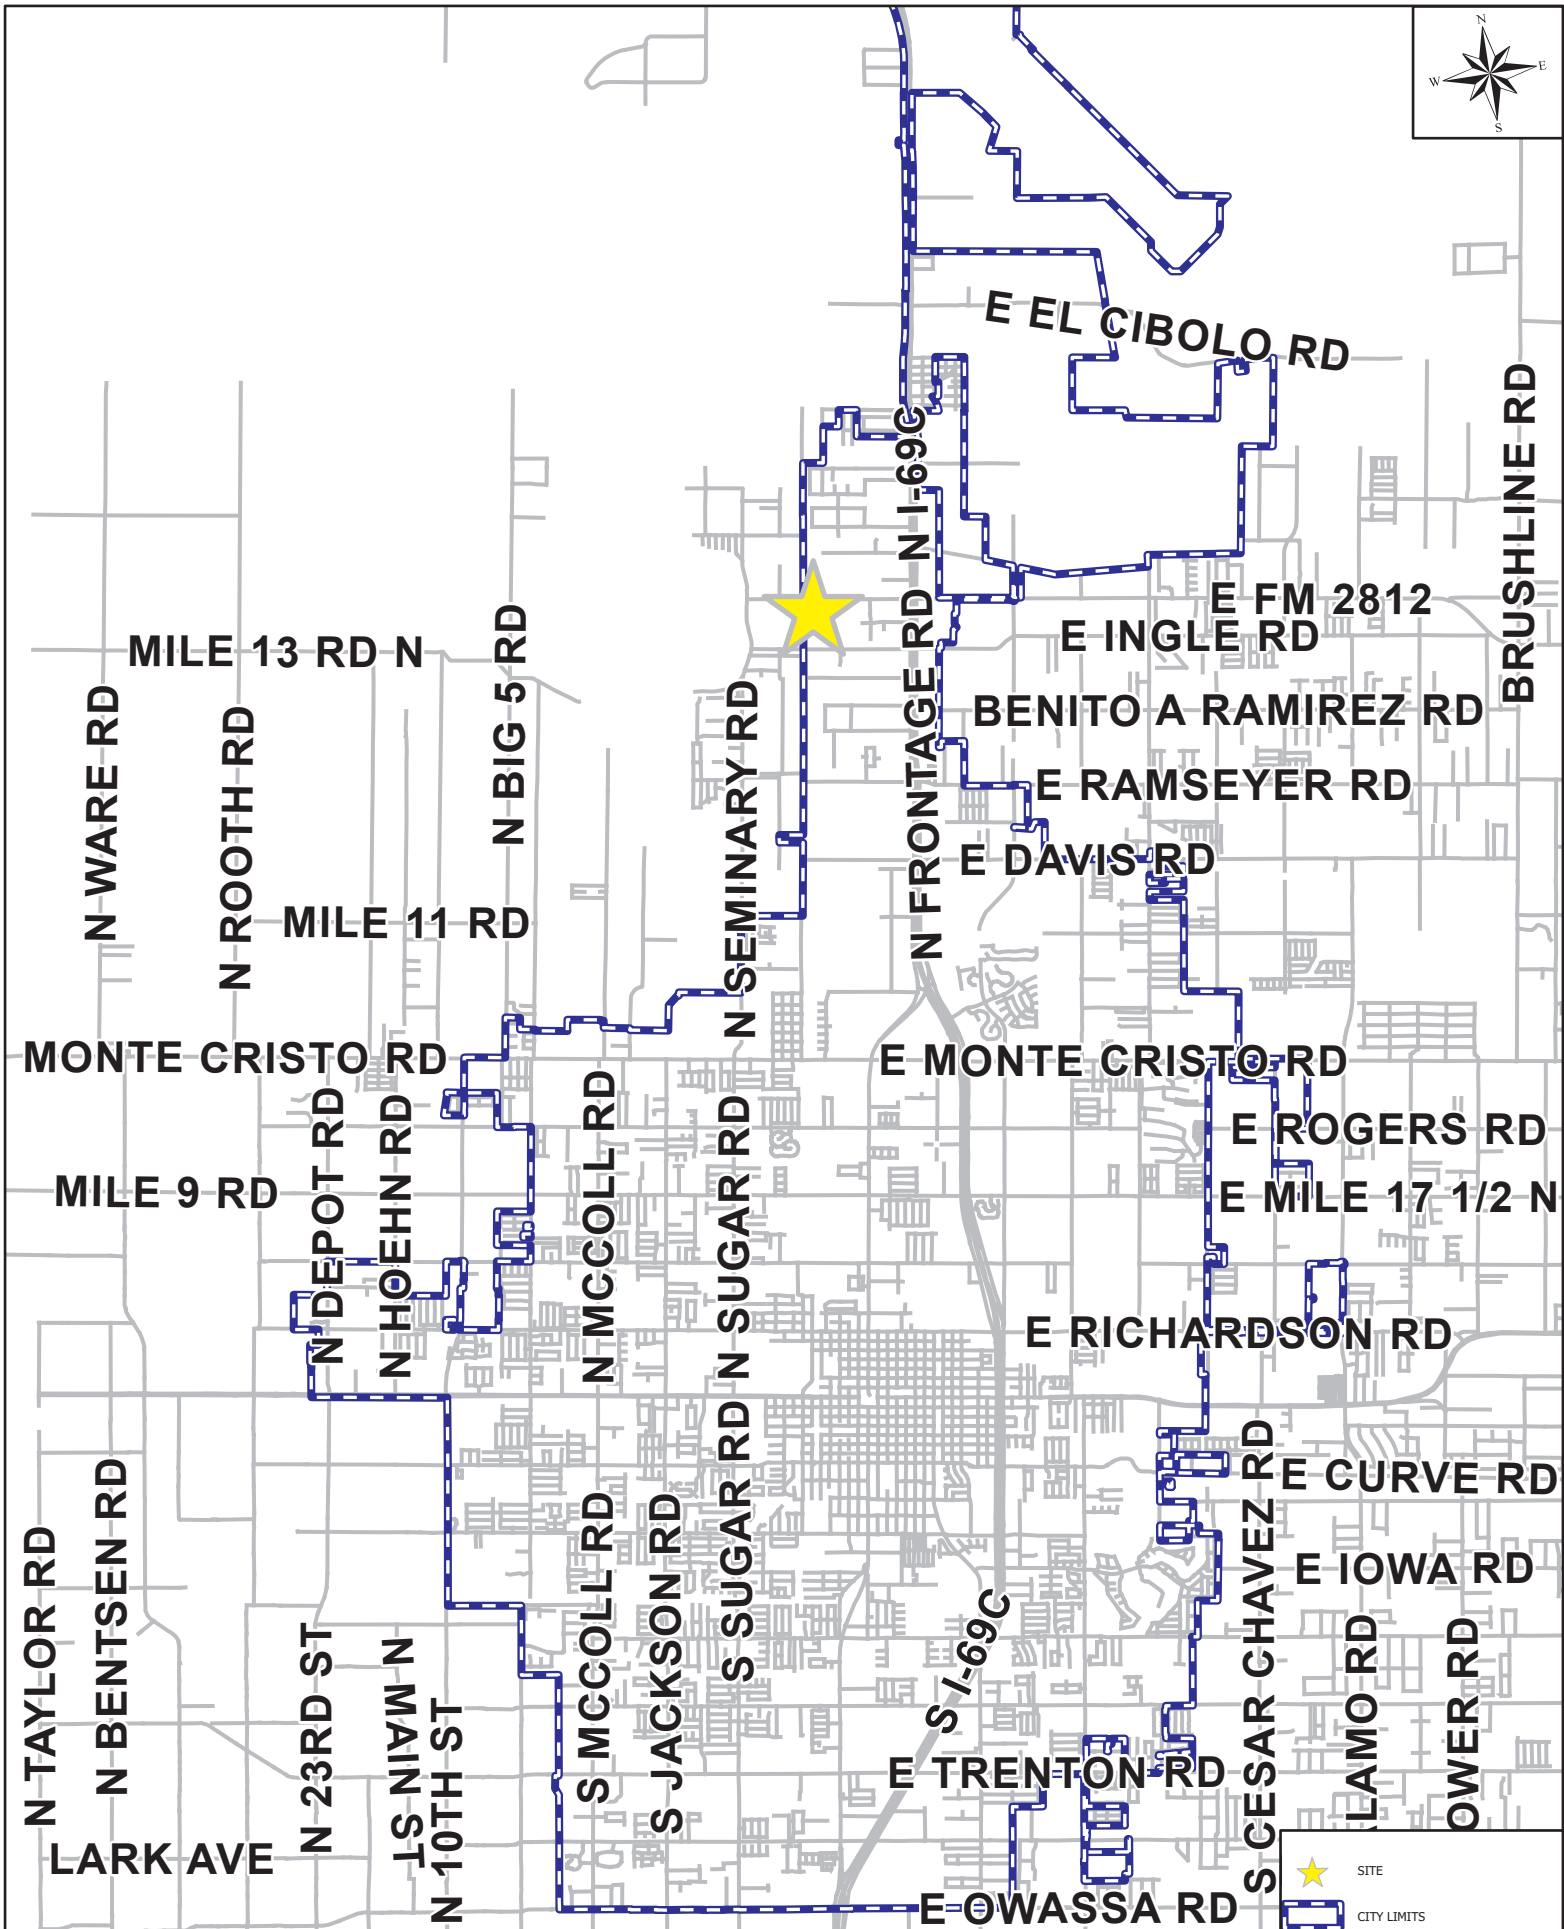 N
W
E
S
E EL CIBOLO RD
BRUSHLINE RD
N I-69C
E FM 2812
E INGLE RD
MILE 13 RD N
N BIG 5 RD
N WARE RD
N ROOTH RD
N SEMINARY RD
N FRONTAGE RD
BENITO A RAMIREZ RD
E RAMSEYER RD
E DAVIS RD
MILE 11 RD
MONTE CRISTO RD
E MONTE CRISTO RD
N DEPOT RD
N HOEHN RD
N MCCOLL RD
N SUGAR RD
E ROGERS RD
MILE 9 RD
E MILE 17 1/2 N
E RICHARDSON RD
S SUGAR RD
S CESAR CHAVEZ RD
E CURVE RD
N TAYLOR RD
N BENTSEN RD
S MCCOLL RD
S JACKSON RD
E IOWA RD
S I-69C
N 23RD ST
N MAIN ST
N 10TH ST
LAMO RD
OWER RD
E TRENTON RD
LARK AVE
E OWASSA RD
SITE
CITY LIMITS